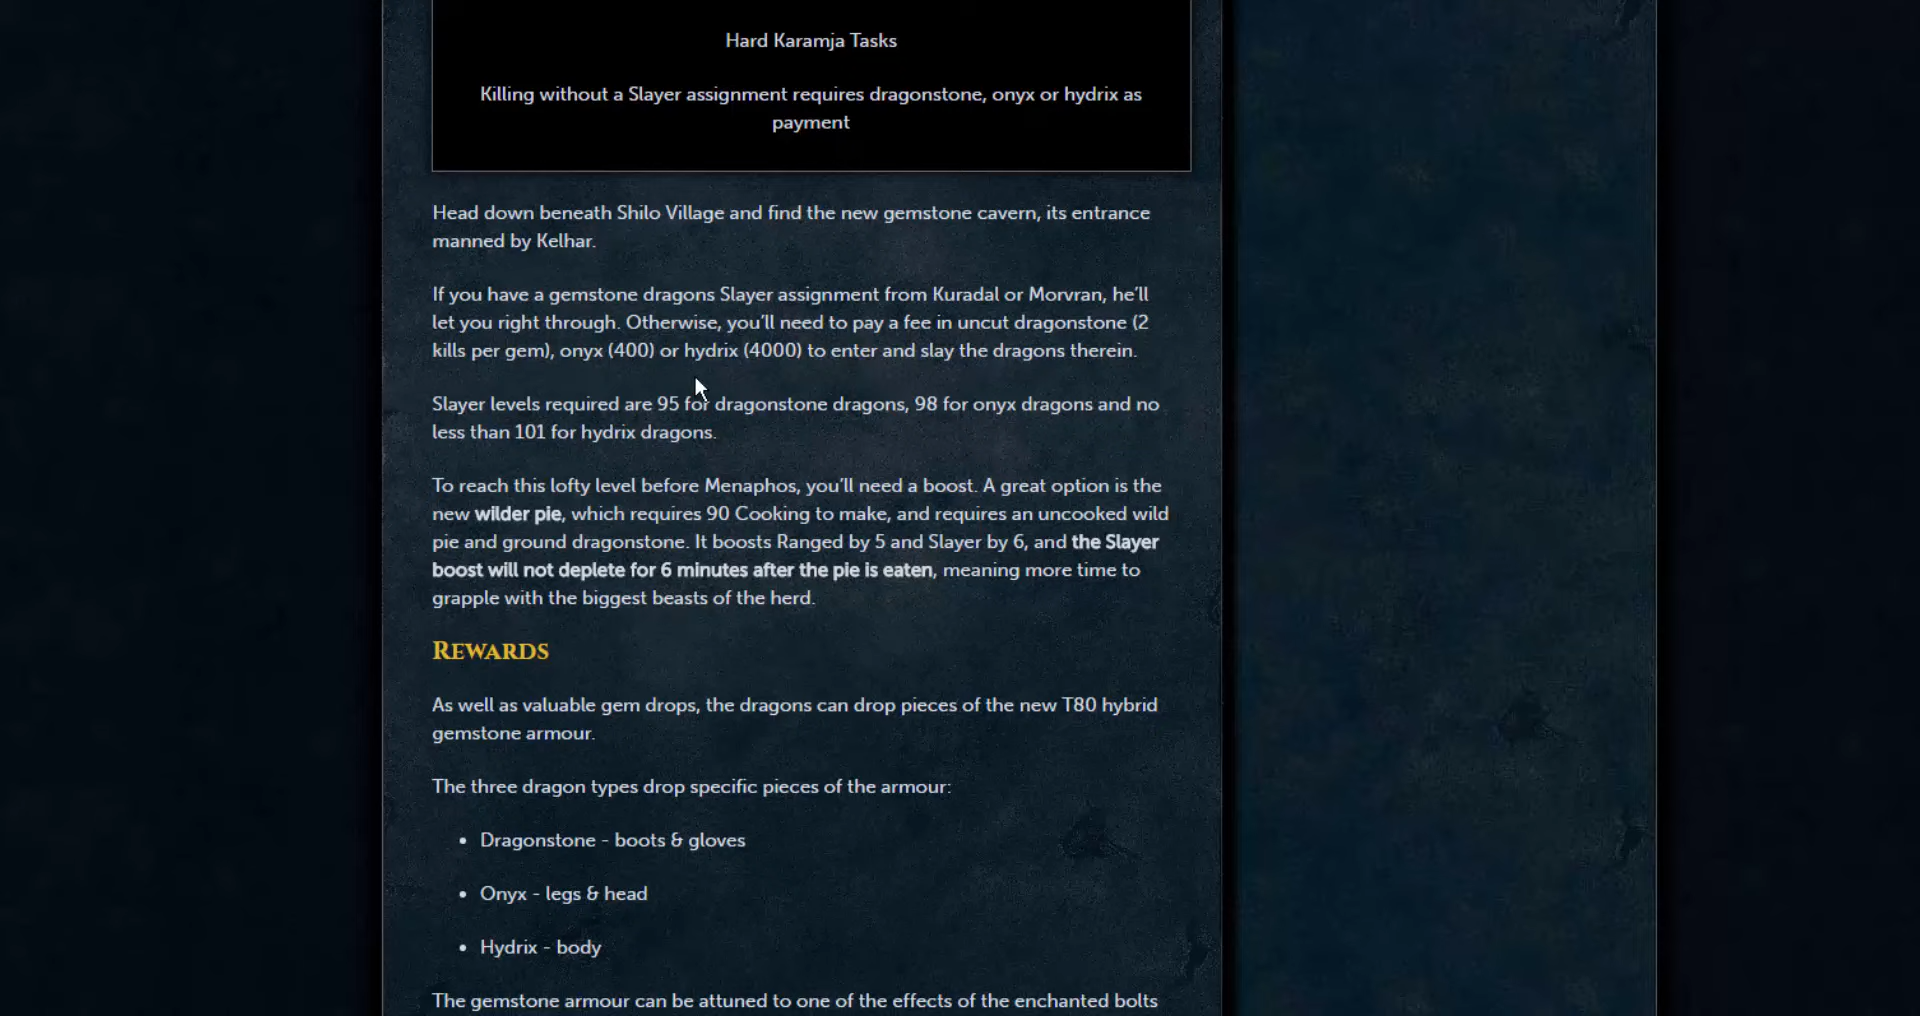 Hard Karamja Tasks
Killing without a Slayer assignment requires dragonstone, onyx or hydrix as
payment
Head down beneath Shilo Village and find the new gemstone cavern, its entrance
manned by Kelhar.
If you have a gemstone dragons Slayer assignment from Kuradal or Morvran, he'll
let you right through. Otherwise, you'll need to pay a fee in uncut dragonstone (2
kills per gem), onyx (400) or hydrix (4000) to enter and slay the dragons therein.
Slayer levels required are 95 for dragonstone dragons, 98 for onyx dragons and no
less than 101 for hydrix dragons.
To reach this lofty level before Menaphos, you'll need a boost. A great option is the
new wilder pie, which requires 90 Cooking to make, and requires an uncooked wild
pie and ground dragonstone. It boosts Ranged by 5 and Slayer by 6, and the Slayer
boost will not deplete for 6 minutes after the pie is eaten, meaning more time to
grapple with the biggest beasts of the herd.
REWARDS
As well as valuable gem drops, the dragons can drop pieces of the new T80 hybrid
gemstone armour.
The three dragon types drop specific pieces of the armour:
• Dragonstone - boots & gloves
• Onyx - legs & head
• Hydrix - body
The gemstone armour can be attuned to one of the effects of the enchanted bolts